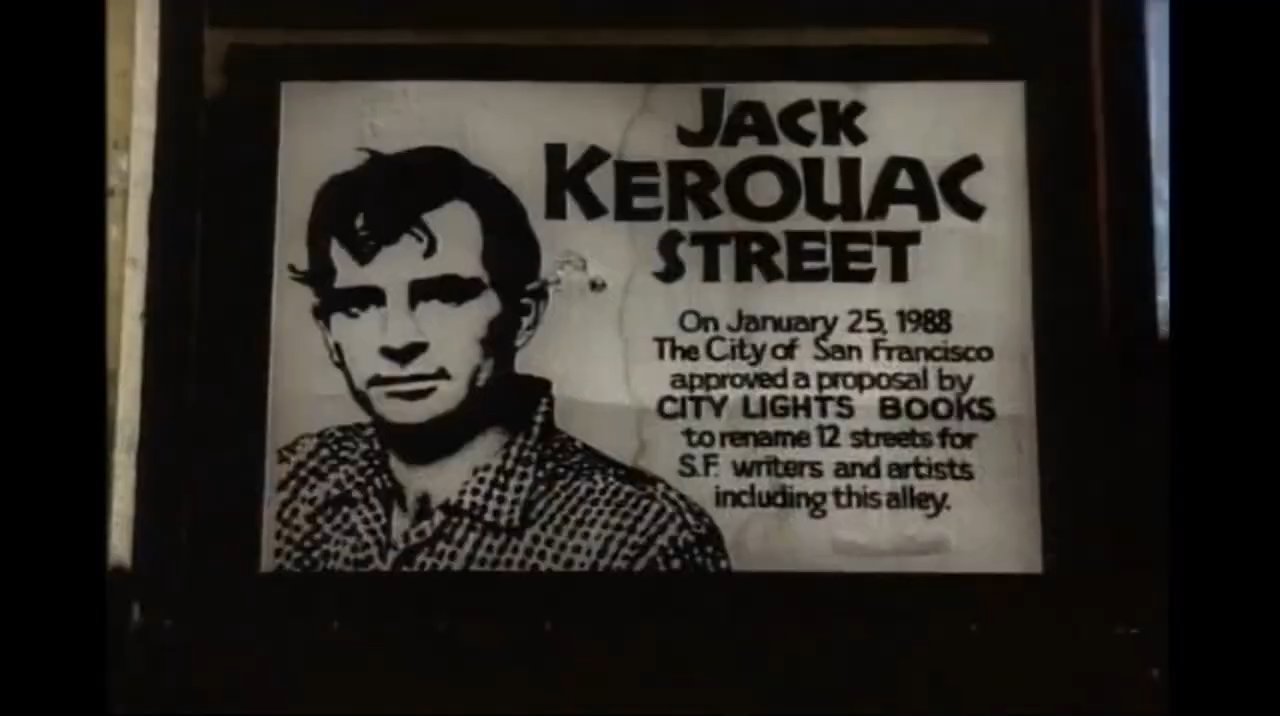 JACK
KEROUAC
STREET
On January 25, 1988
The City of San Francisco
approved a proposal by
CITY LIGHTS BOOKS
to rename 12 streets for
S.F. writers and artists
including this alley.